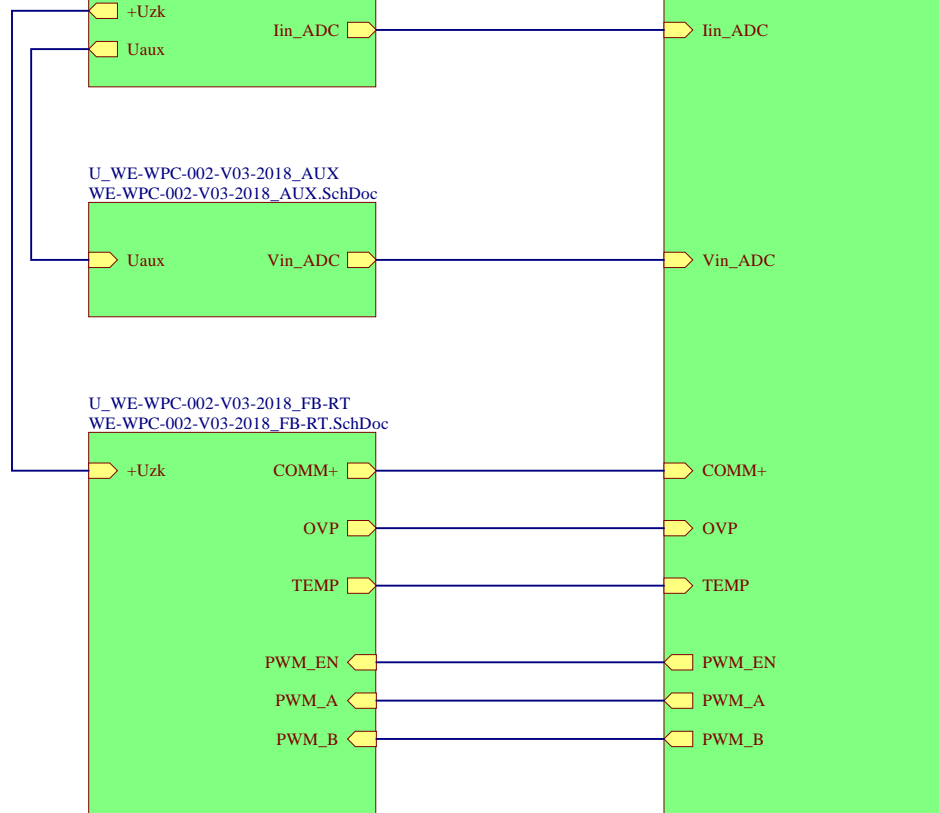 +Uzk
Iin_ADC
Iin_ADC
Uaux
U_WE-WPC-002-V03-2018_AUX
WE-WPC-002-V03-2018_AUX.SchDoc
Uaux
Vin_ADC
Vin_ADC
U_WE-WPC-002-V03-2018_FB-RT
WE-WPC-002-V03-2018_FB-RT.SchDoc
+Uzk
COMM+
COMM+
OVP
OVP
TEMP
TEMP
PWM_EN
PWM_EN
PWM_A
PWM_A
PWM_B
PWM_B